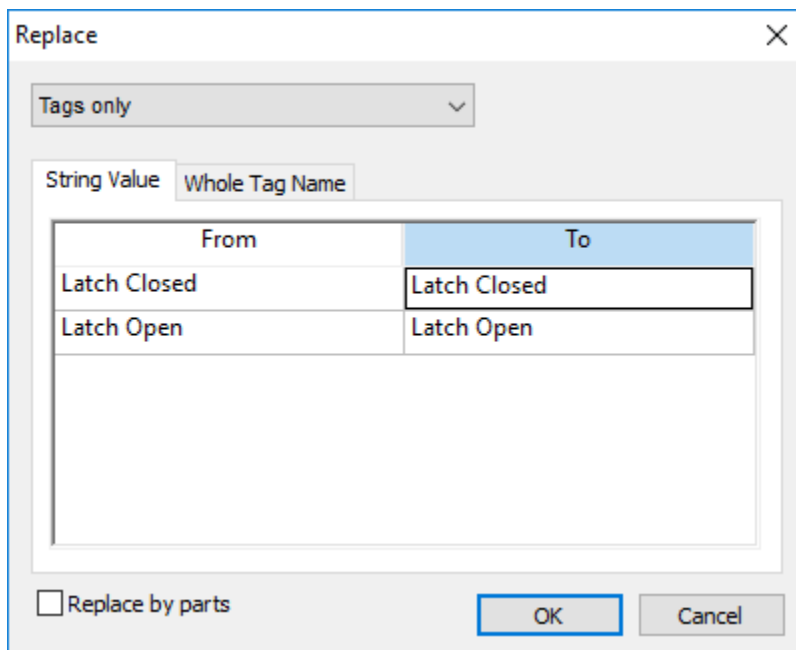 Replace
Tags only
String Value Whole Tag Name
From To
Latch Closed Latch Closed
Latch Open Latch Open
Replace by parts OK Cancel